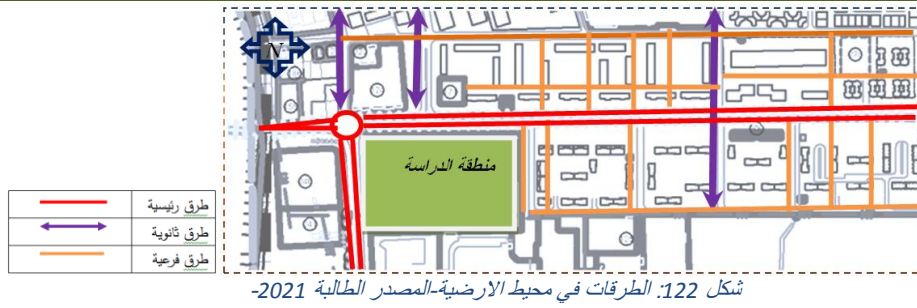 N
منطقة الدراسة
طرق رئيسية
طرق ثانوية
طرق فرعية
شكل 122: الطرقات في محيط الارضية-المصدر الطالبة 2021-